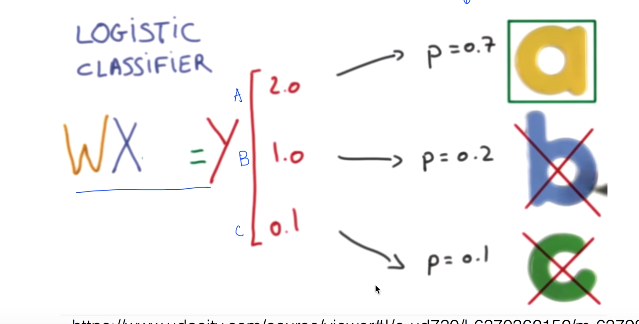 LOGISTIC
CLASSIFIER
WX = Y
A 2.0
B 1.0
C 0.1
p = 0.7
p = 0.2
p = 0.1
a
b
c